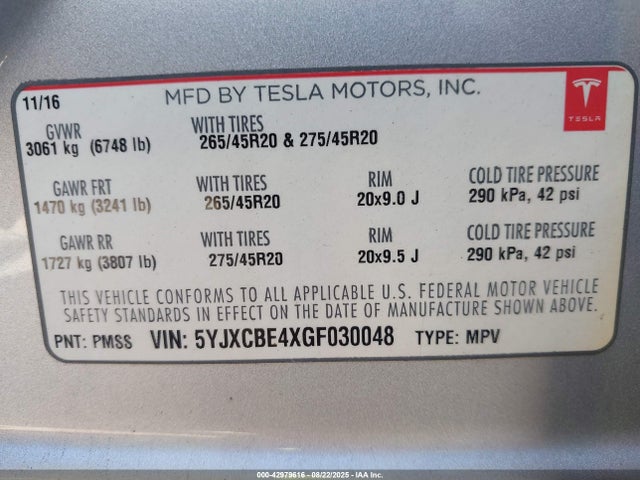 11/16
MFD BY TESLA MOTORS, INC.
TESLA
GVWR
3061 kg (6748 lb)
WITH TIRES
265/45R20 & 275/45R20
GAWR FRT
1470 kg (3241 lb)
WITH TIRES
265/45R20
RIM
20x9.0 J
COLD TIRE PRESSURE
290 kPa, 42 psi
GAWR RR
1727 kg (3807 lb)
WITH TIRES
275/45R20
RIM
20x9.5 J
COLD TIRE PRESSURE
290 kPa, 42 psi
THIS VEHICLE CONFORMS TO ALL APPLICABLE U.S. FEDERAL MOTOR VEHICLE
SAFETY STANDARDS IN EFFECT ON THE DATE OF MANUFACTURE SHOWN ABOVE.
PNT: PMSS VIN: 5YJXCBE4XGF030048 TYPE: MPV
000-42979616 - 08/22/2025 - IAA Inc.